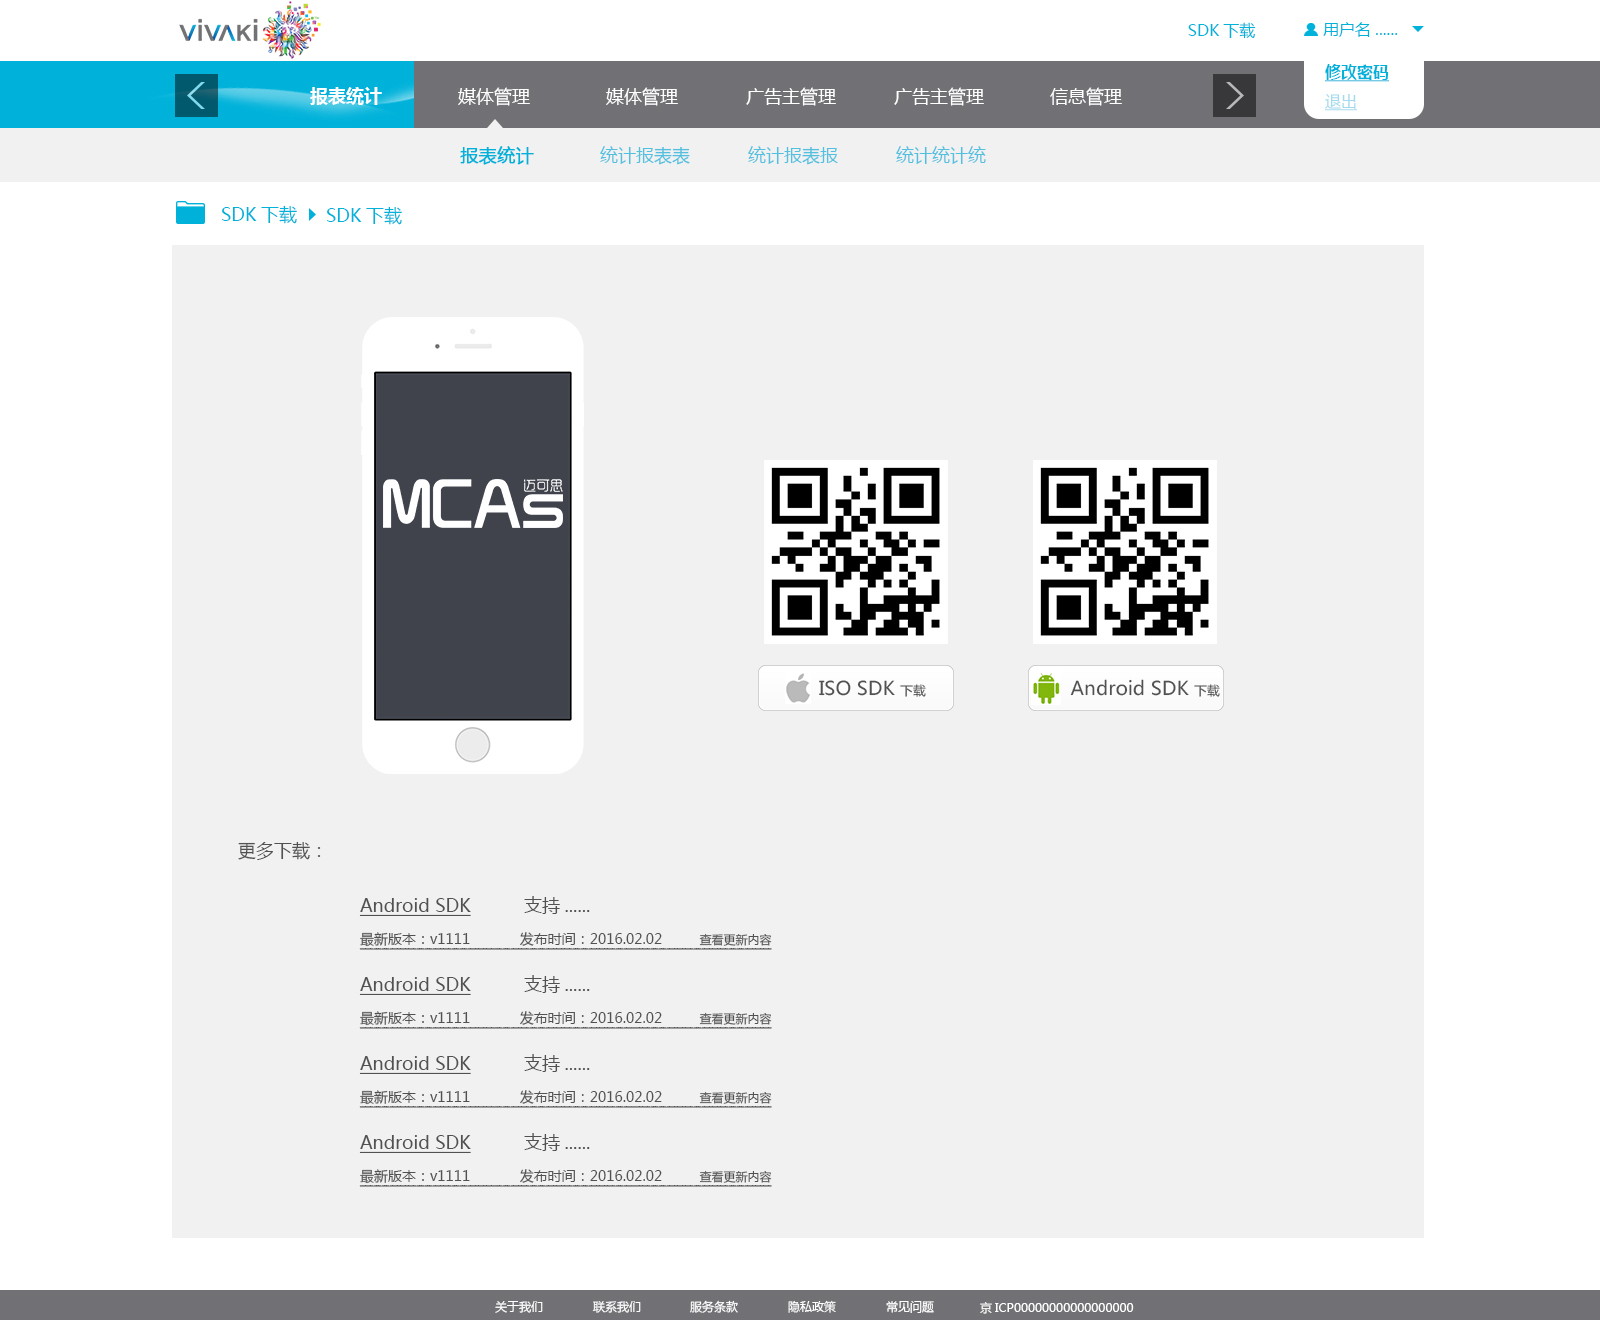 VIVAKI
SDK 下载
用户名 ......
修改密码
退出
报表统计
媒体管理
媒体管理
广告主管理
广告主管理
信息管理
报表统计
统计报表表
统计报表报
统计统计统
SDK 下载
SDK 下载
迈可思
MCAs
ISO SDK 下载
Android SDK 下载
更多下载：
Android SDK 支持 ......
最新版本：v1111 发布时间：2016.02.02 查看更新内容
Android SDK 支持 ......
最新版本：v1111 发布时间：2016.02.02 查看更新内容
Android SDK 支持 ......
最新版本：v1111 发布时间：2016.02.02 查看更新内容
Android SDK 支持 ......
最新版本：v1111 发布时间：2016.02.02 查看更新内容
关于我们 联系我们 服务条款 隐私政策 常见问题 京 ICP00000000000000000